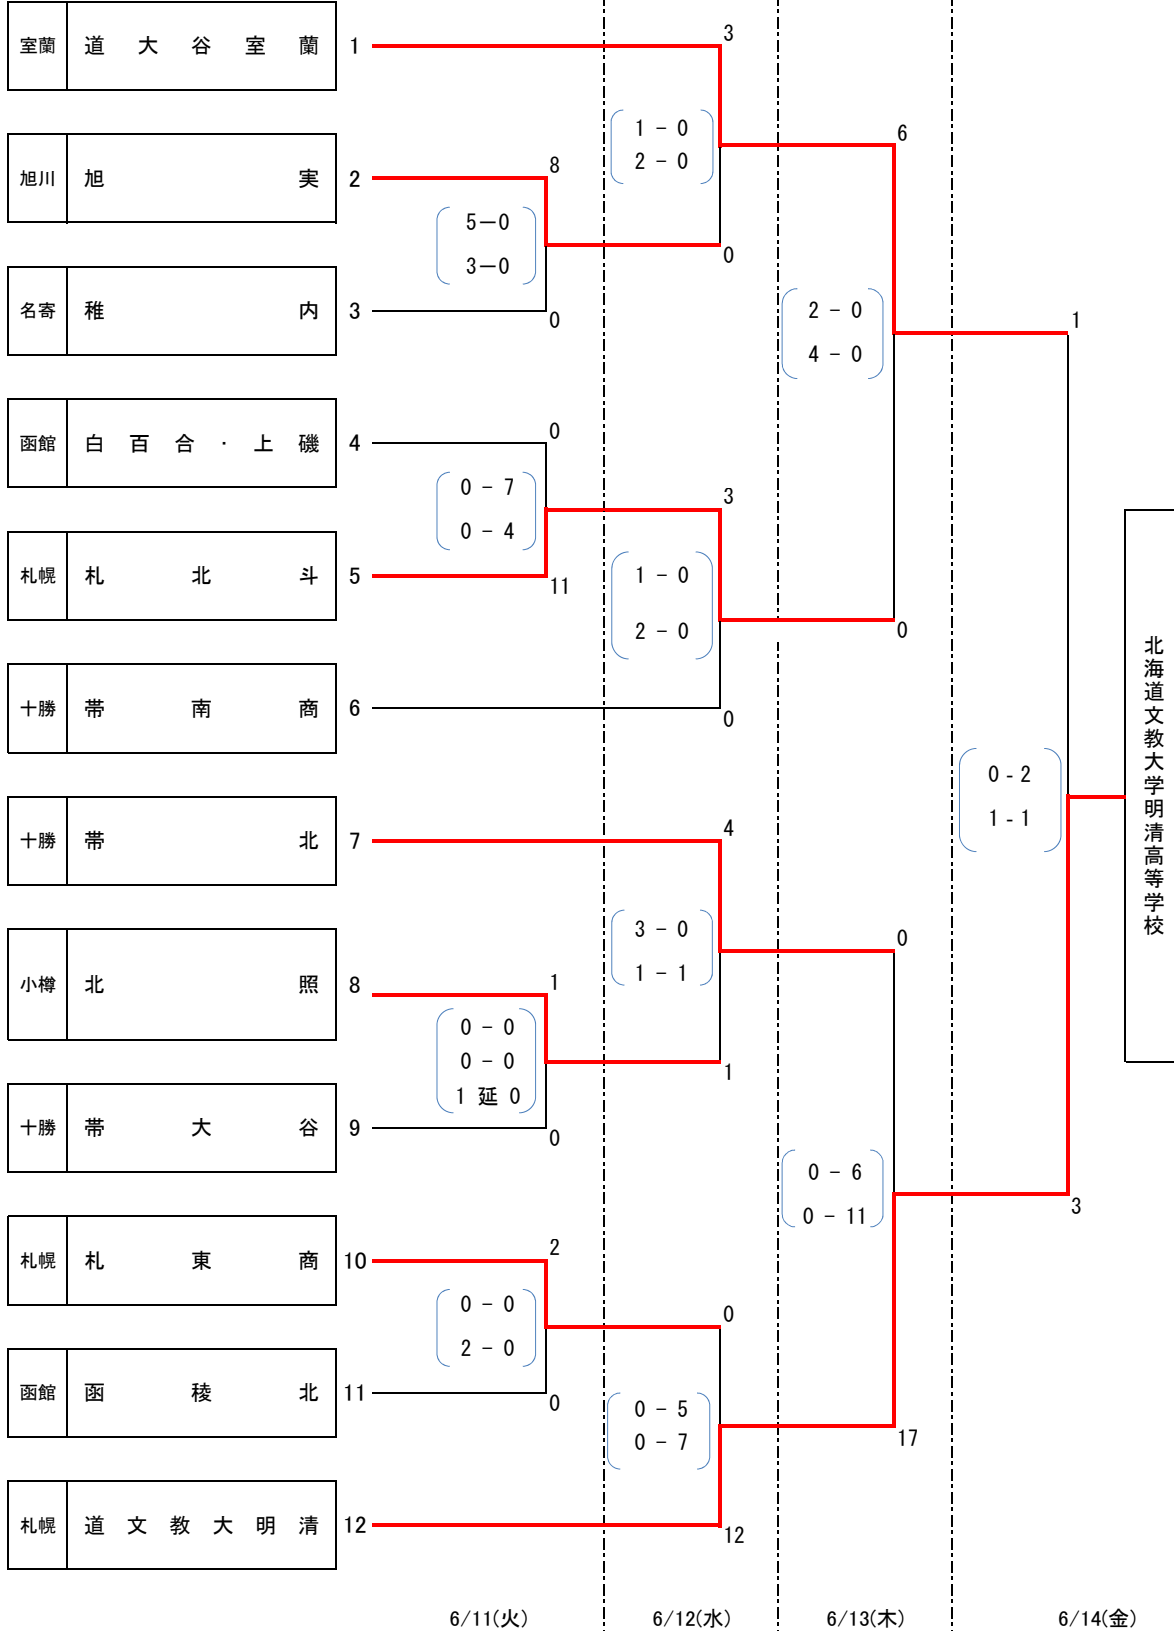 室蘭 道大谷室蘭 1
旭川 旭実 2
名寄 稚内 3
函館 白百合・上磯 4
札幌 札北斗 5
十勝 帯南商 6
十勝 帯北 7
小樽 北照 8
十勝 帯大谷 9
札幌 札東商 10
函館 函稜北 11
札幌 道文教大明清 12
8
5－0
3－0
0
0
0 － 7
0 － 4
11
1
0 － 0
0 － 0
1 延 0
0
2
0 － 0
2 － 0
0
3
1 － 0
2 － 0
0
3
1 － 0
2 － 0
0
4
3 － 0
1 － 1
1
0
0 － 5
0 － 7
12
6
2 － 0
4 － 0
0
0
0 － 6
0 － 11
17
1
0 - 2
1 - 1
3
北海道文教大学明清高等学校
6/11(火) 6/12(水) 6/13(木) 6/14(金)